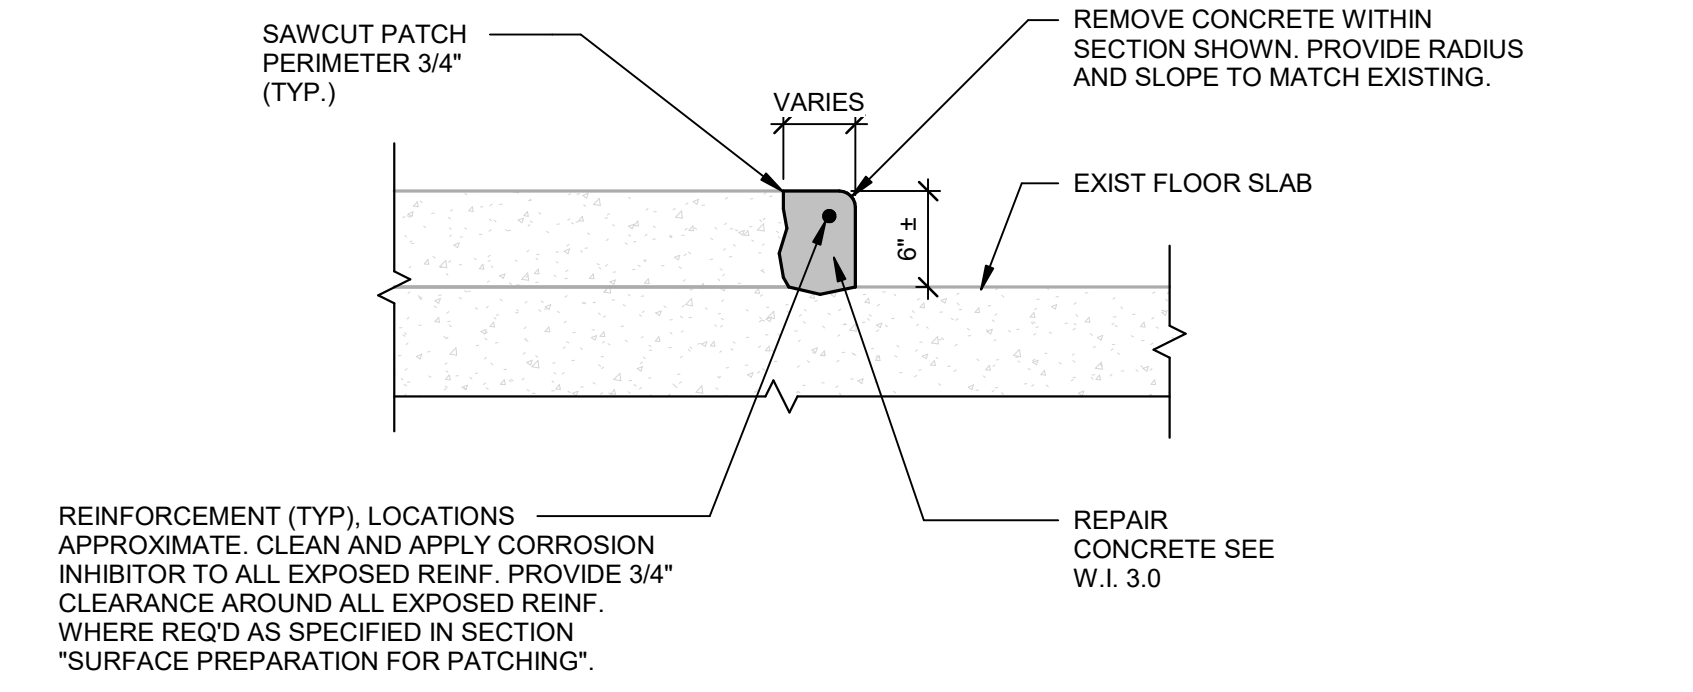 SAWCUT PATCH
PERIMETER 3/4"
(TYP.)
VARIES
REMOVE CONCRETE WITHIN
SECTION SHOWN. PROVIDE RADIUS
AND SLOPE TO MATCH EXISTING.
EXIST FLOOR SLAB
6" ±
REINFORCEMENT (TYP), LOCATIONS
APPROXIMATE. CLEAN AND APPLY CORROSION
INHIBITOR TO ALL EXPOSED REINF. PROVIDE 3/4"
CLEARANCE AROUND ALL EXPOSED REINF.
WHERE REQ'D AS SPECIFIED IN SECTION
"SURFACE PREPARATION FOR PATCHING".
REPAIR
CONCRETE SEE
W.I. 3.0